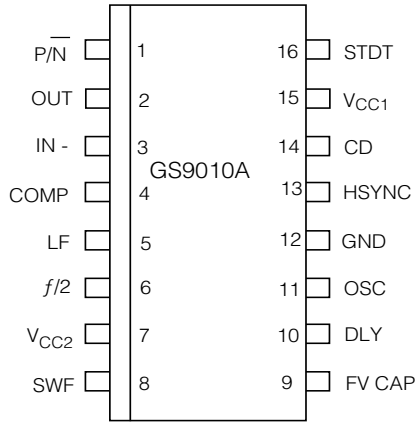 P/N̅ 1 16 STDT
OUT 2 15 VCC1
IN - 3 14 CD
GS9010A
COMP 4 13 HSYNC
LF 5 12 GND
ƒ/2 6 11 OSC
VCC2 7 10 DLY
SWF 8 9 FV CAP